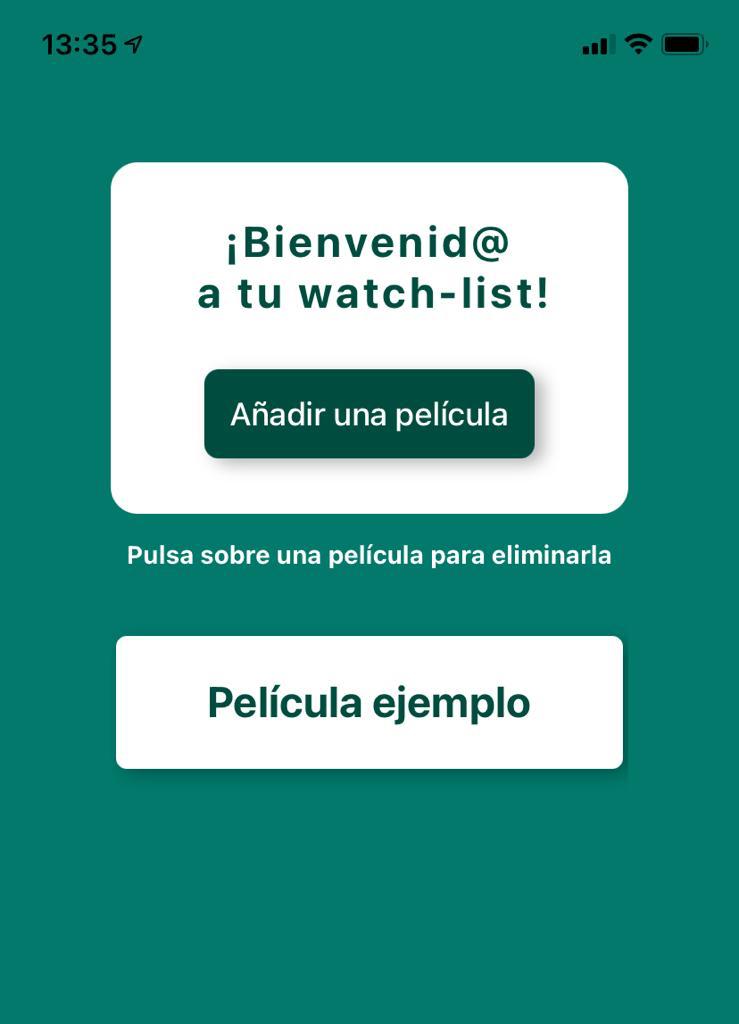 13:35
¡Bienvenid@
a tu watch-list!
Añadir una película
Pulsa sobre una película para eliminarla
Película ejemplo